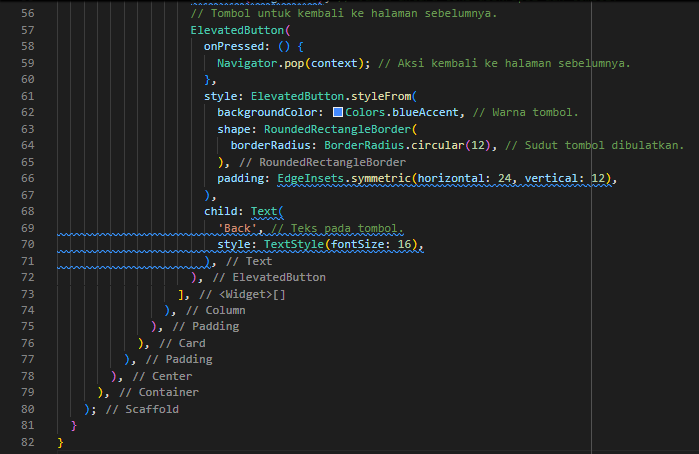 56 // Tombol untuk kembali ke halaman sebelumnya.
57 ElevatedButton(
58 onPressed: () {
59 Navigator.pop(context); // Aksi kembali ke halaman sebelumnya.
60 },
61 style: ElevatedButton.styleFrom(
62 backgroundColor: Colors.blueAccent, // Warna tombol.
63 shape: RoundedRectangleBorder(
64 borderRadius: BorderRadius.circular(12), // Sudut tombol dibulatkan.
65 ), // RoundedRectangleBorder
66 padding: EdgeInsets.symmetric(horizontal: 24, vertical: 12),
67 ),
68 child: Text(
69 'Back', // Teks pada tombol.
70 style: TextStyle(fontSize: 16),
71 ), // Text
72 ), // ElevatedButton
73 ], // <Widget>[]
74 ), // Column
75 ), // Padding
76 ), // Card
77 ), // Padding
78 ), // Center
79 ), // Container
80 ); // Scaffold
81 }
82 }